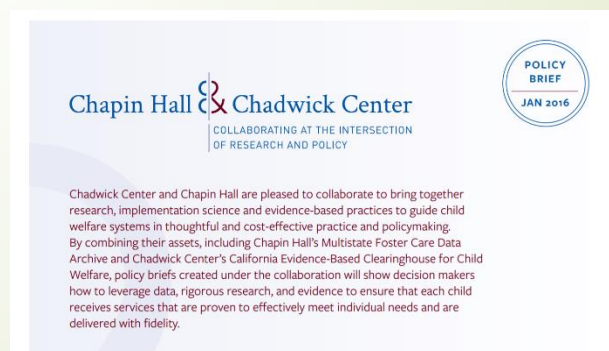 Chapin Hall & Chadwick Center
COLLABORATING AT THE INTERSECTION
OF RESEARCH AND POLICY
POLICY
BRIEF
JAN 2016
Chadwick Center and Chapin Hall are pleased to collaborate to bring together
research, implementation science and evidence-based practices to guide child
welfare systems in thoughtful and cost-effective practice and policymaking.
By combining their assets, including Chapin Hall's Multistate Foster Care Data
Archive and Chadwick Center's California Evidence-Based Clearinghouse for Child
Welfare, policy briefs created under the collaboration will show decision makers
how to leverage data, rigorous research, and evidence to ensure that each child
receives services that are proven to effectively meet individual needs and are
delivered with fidelity.